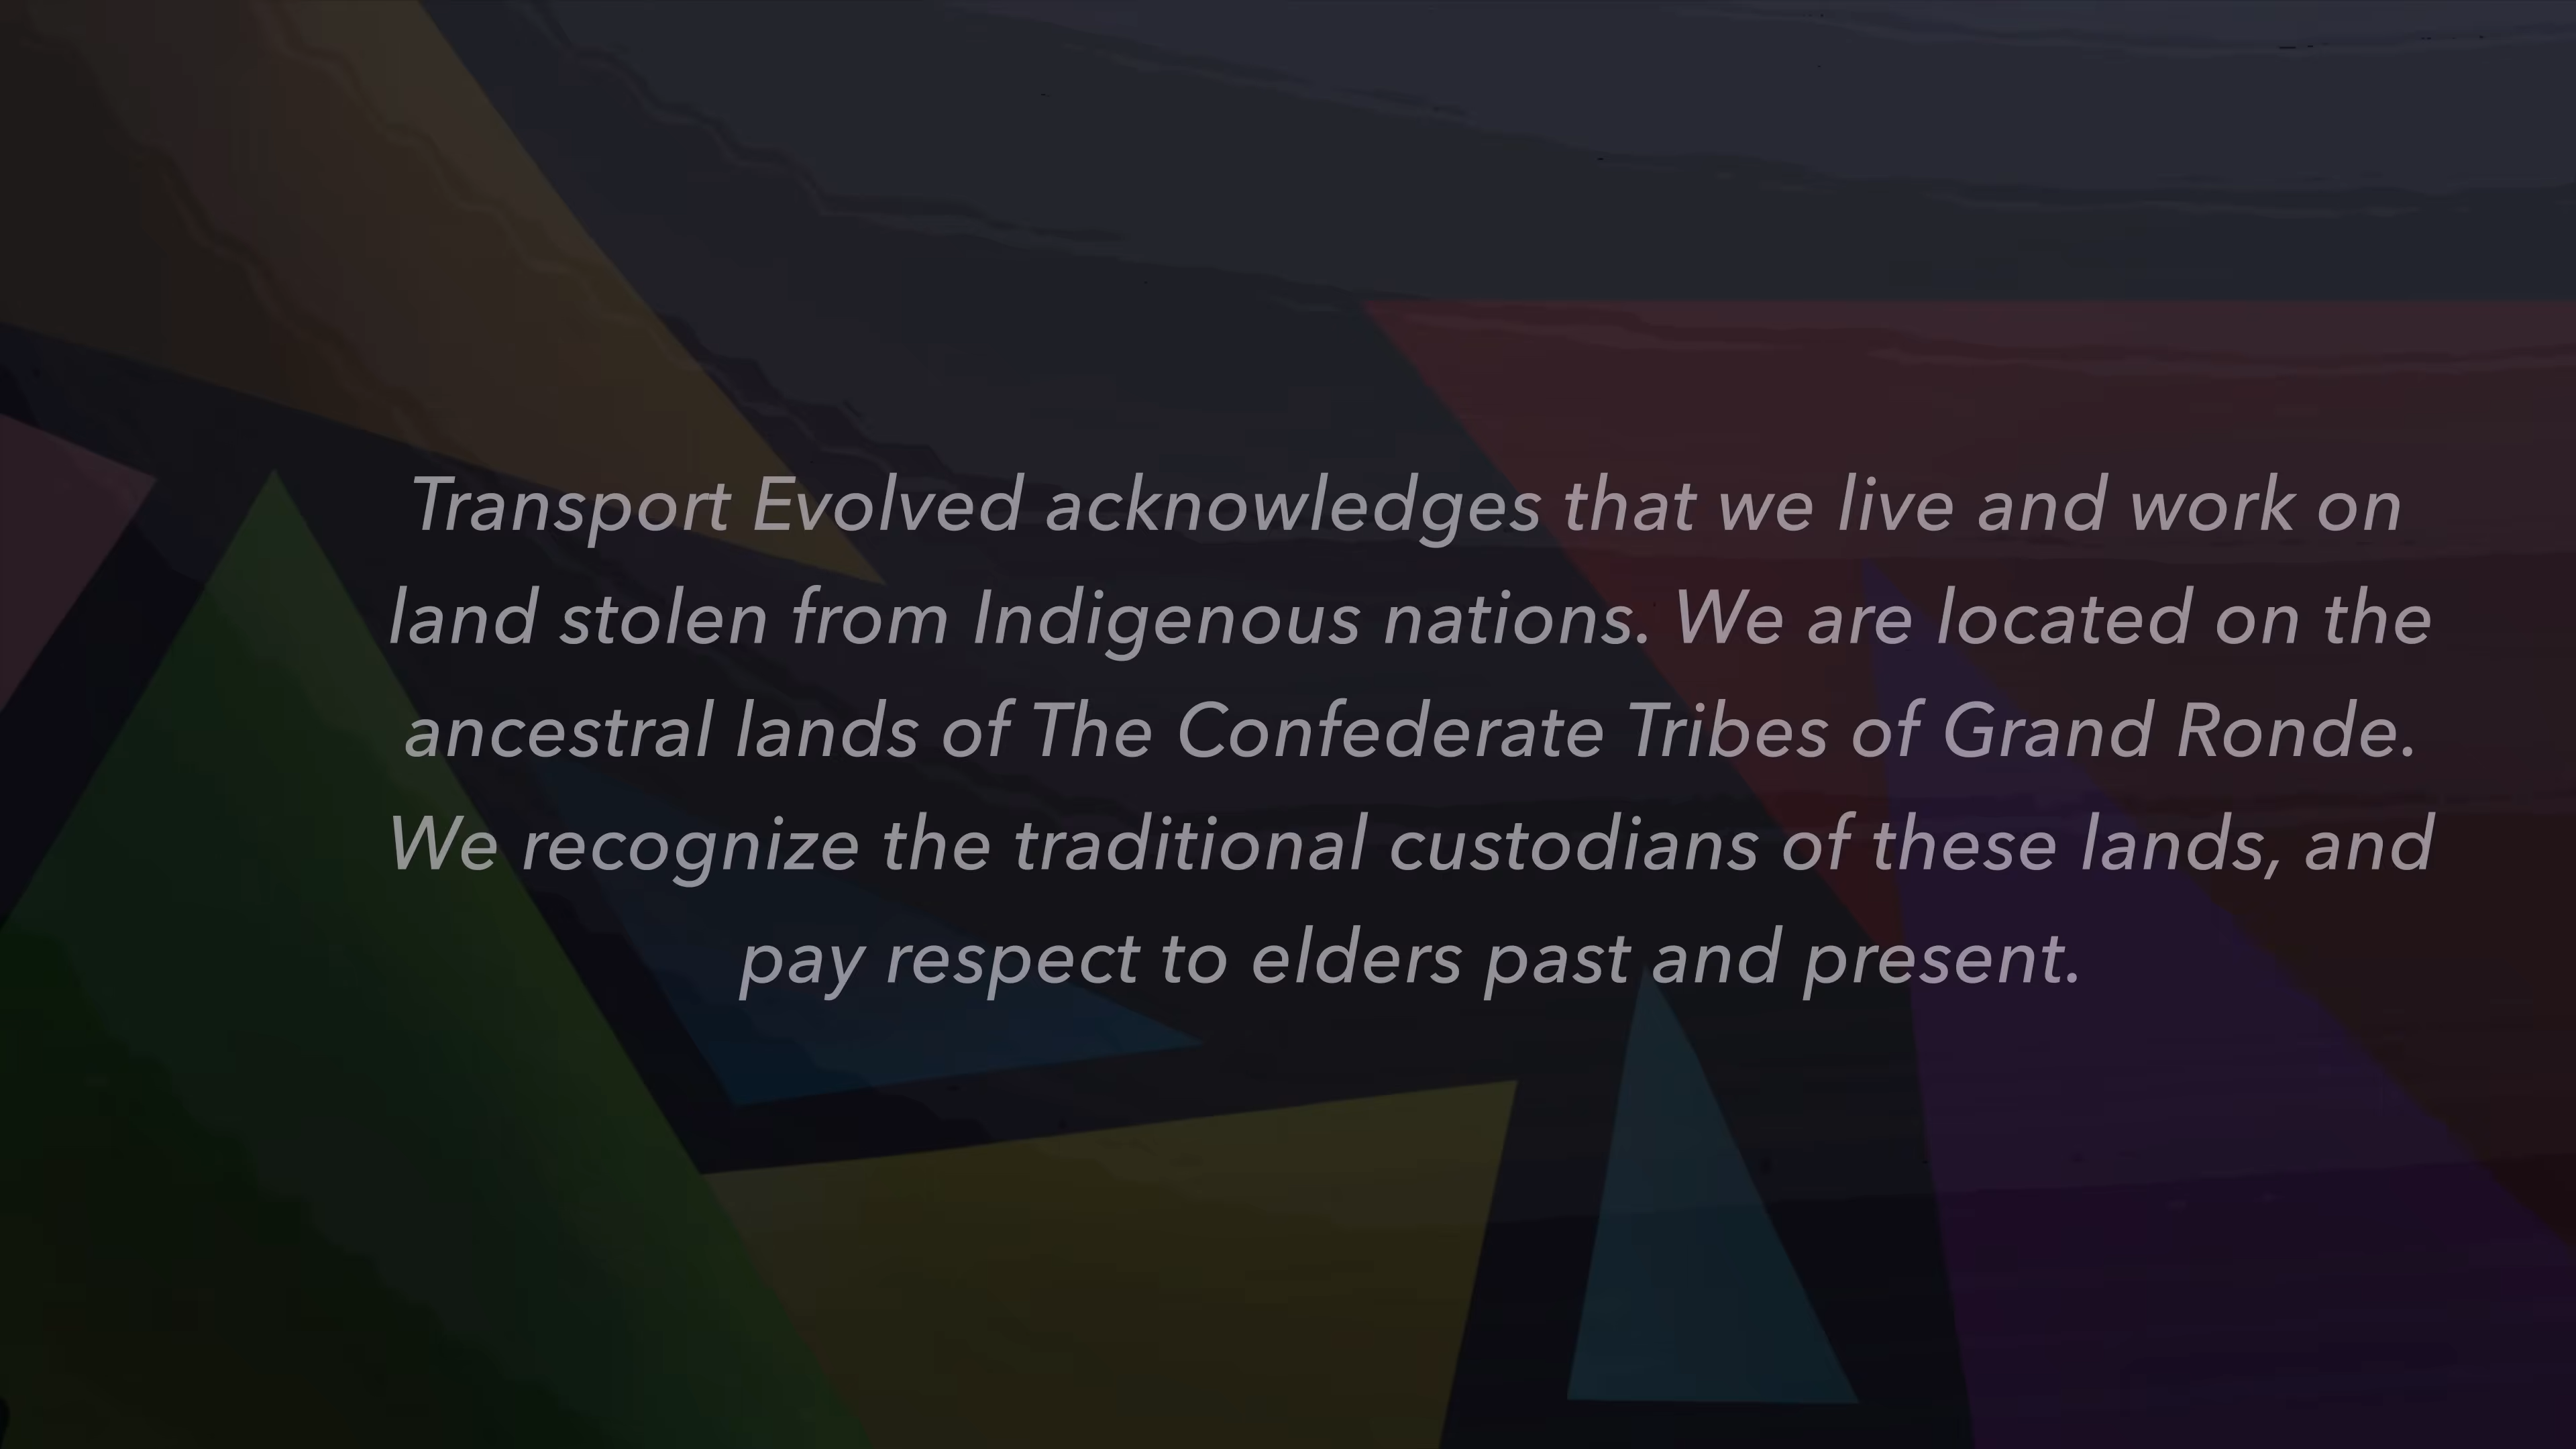 Transport Evolved acknowledges that we live and work on
land stolen from Indigenous nations. We are located on the
ancestral lands of The Confederate Tribes of Grand Ronde.
We recognize the traditional custodians of these lands, and
pay respect to elders past and present.